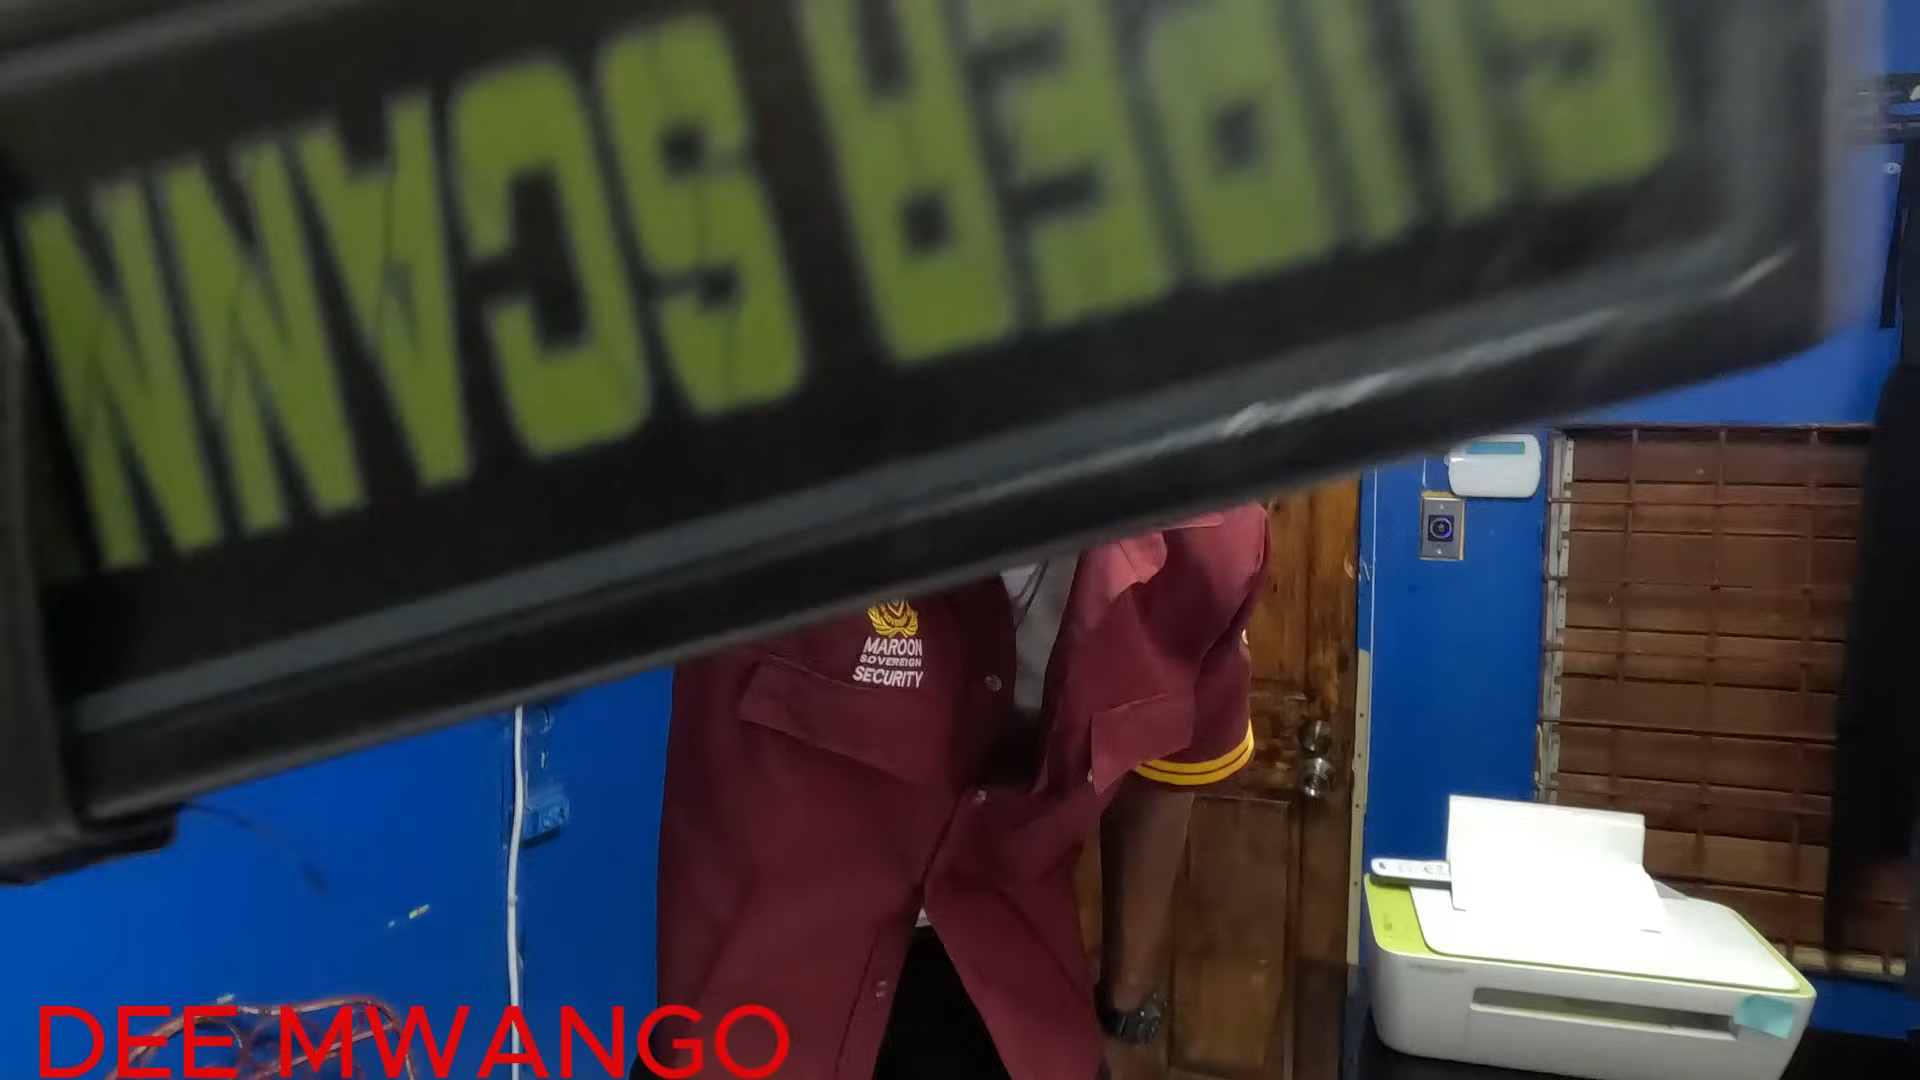 SUPER SCANN
MAROON
SOVEREIGN
SECURITY
DEE MWANGO